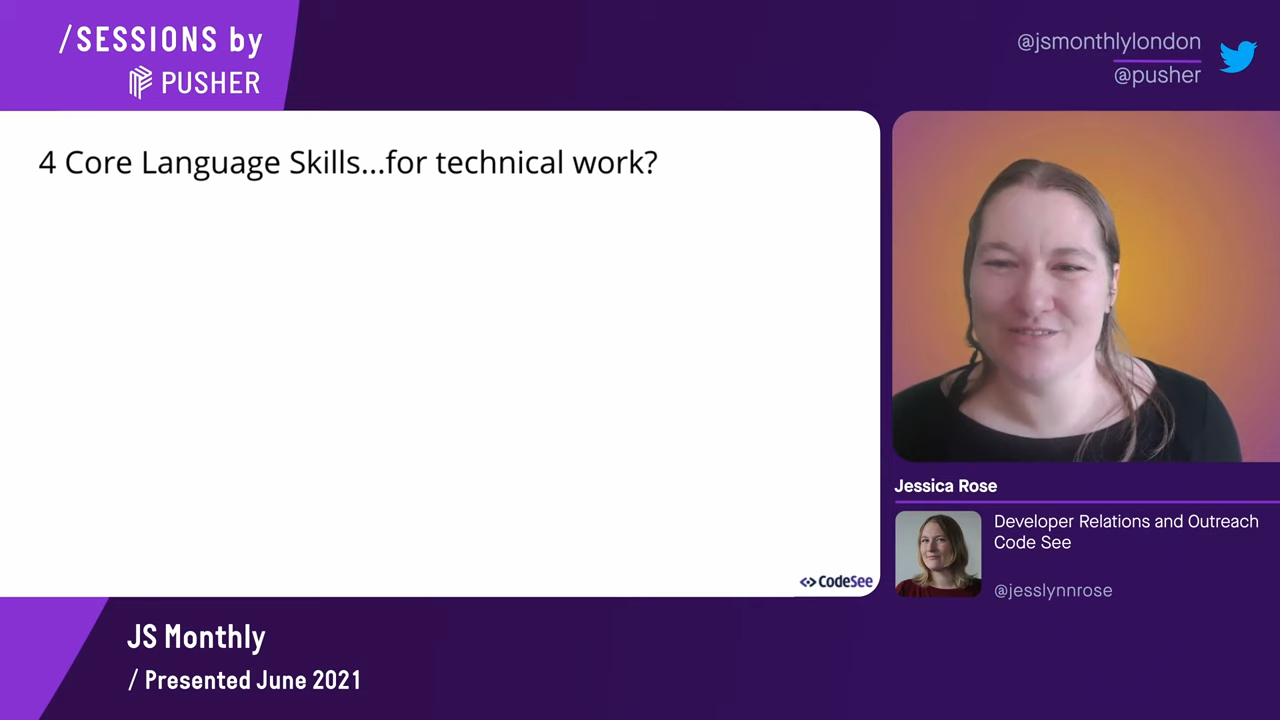 /SESSIONS by
PUSHER
@jsmonthlylondon
@pusher
4 Core Language Skills...for technical work?
CodeSee
Jessica Rose
Developer Relations and Outreach
Code See
@jesslynnrose
JS Monthly
/ Presented June 2021